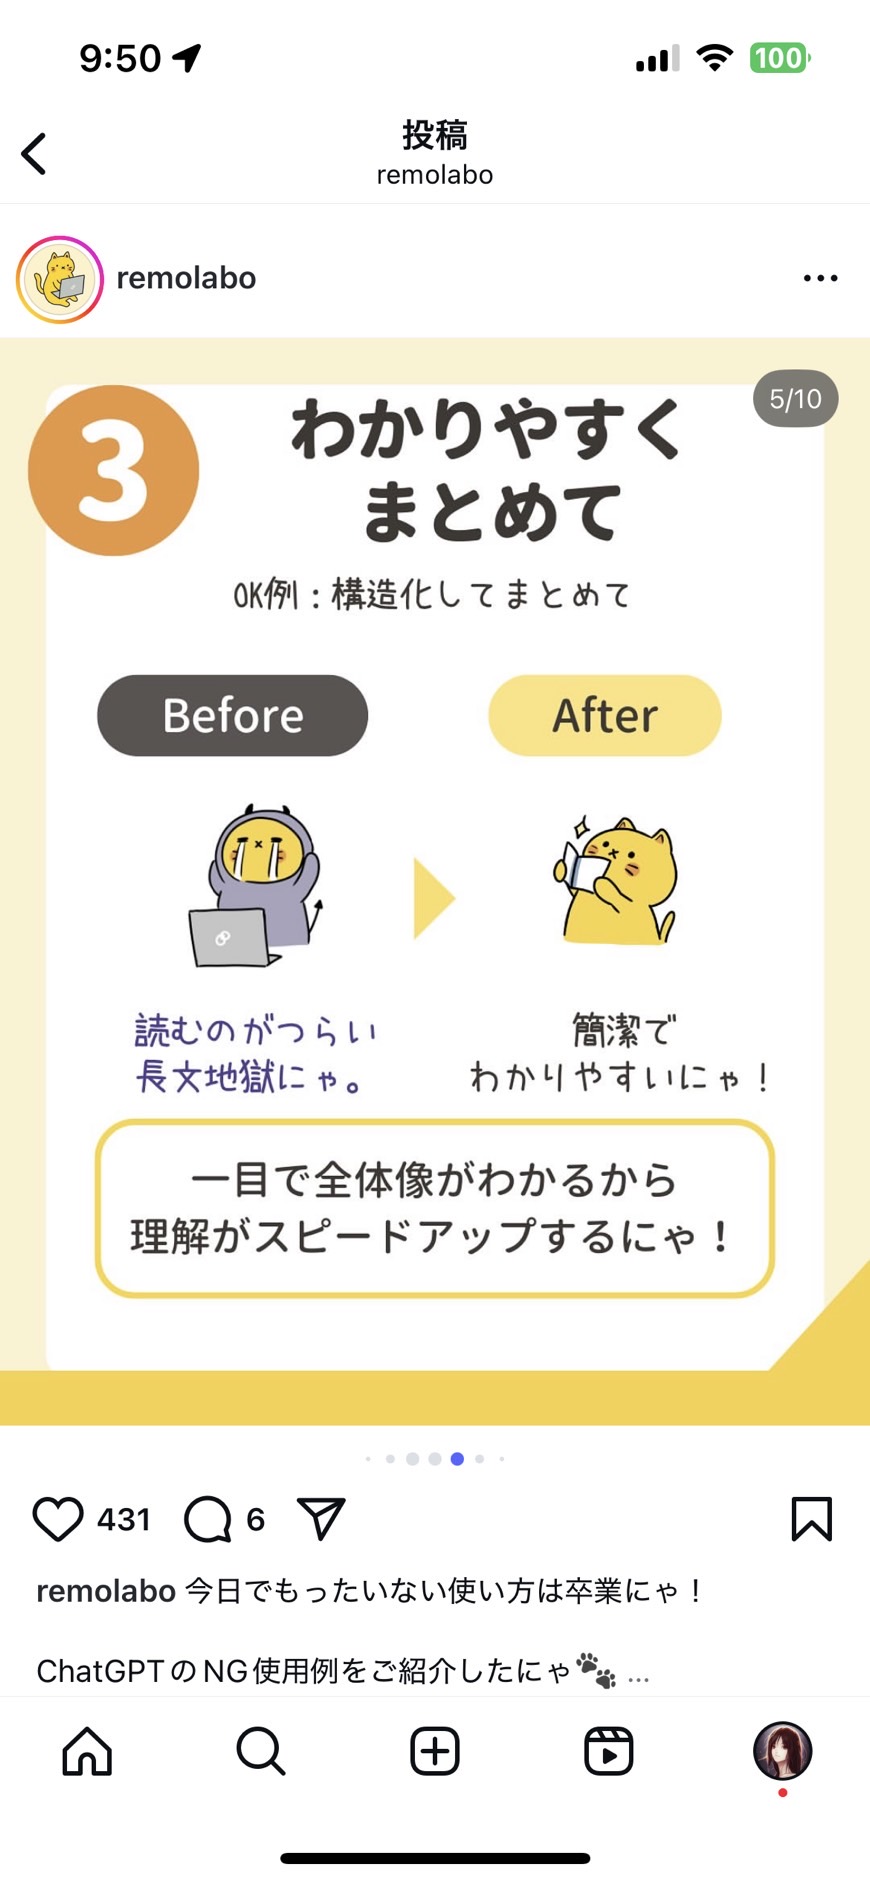 9:50
100
投稿
remolabo
remolabo
5/10
3
わかりやすく
まとめて
OK例：構造化してまとめて
Before
After
読むのがつらい
長文地獄にゃ。
簡潔で
わかりやすいにゃ！
一目で全体像がわかるから
理解がスピードアップするにゃ！
431
6
remolabo 今日でもったいない使い方は卒業にゃ！
ChatGPTのNG使用例をご紹介したにゃ🐾 ...